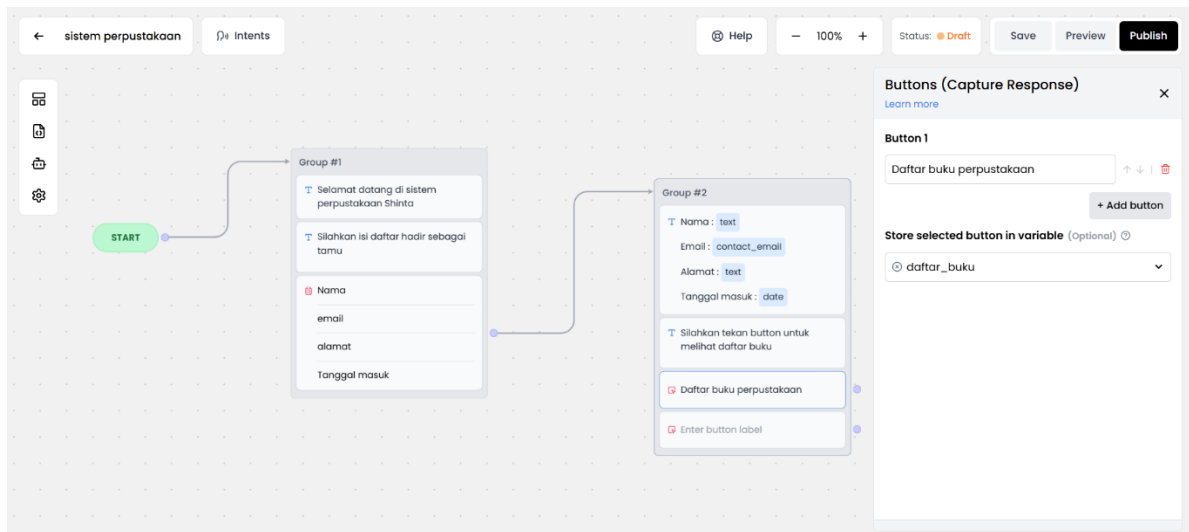 sistem perpustakaan
Intents
Help
100%
Status: Draft
Save
Preview
Publish
START
Group #1
Selamat datang di sistem
perpustakaan Shinta
Silahkan isi daftar hadir sebagai
tamu
Nama
email
alamat
Tanggal masuk
Group #2
Nama : text
Email : contact_email
Alamat : text
Tanggal masuk : date
Silahkan tekan button untuk
melihat daftar buku
Daftar buku perpustakaan
Enter button label
Buttons (Capture Response)
Learn more
Button 1
Daftar buku perpustakaan
+ Add button
Store selected button in variable (Optional)
daftar_buku